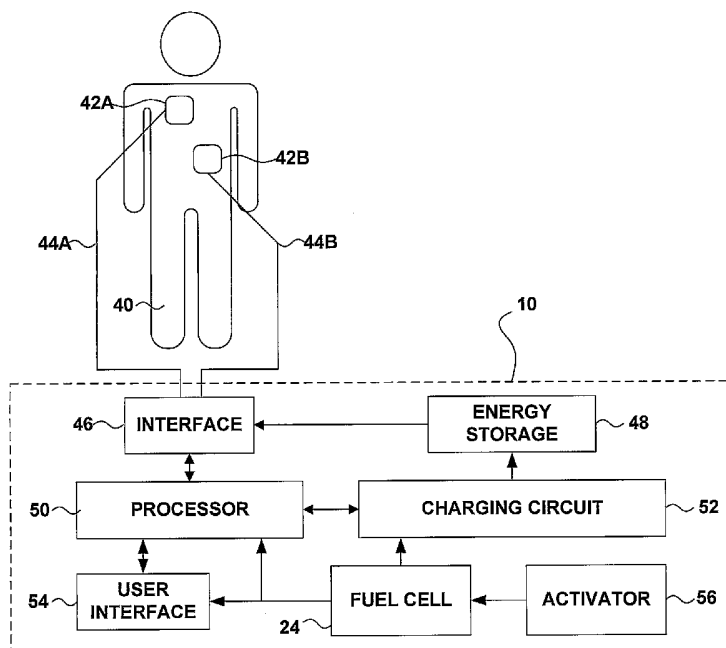 42A
42B
44A
44B
40
10
46
INTERFACE
ENERGY
STORAGE
48
50
PROCESSOR
CHARGING CIRCUIT
52
54
USER
INTERFACE
FUEL CELL
24
ACTIVATOR
56